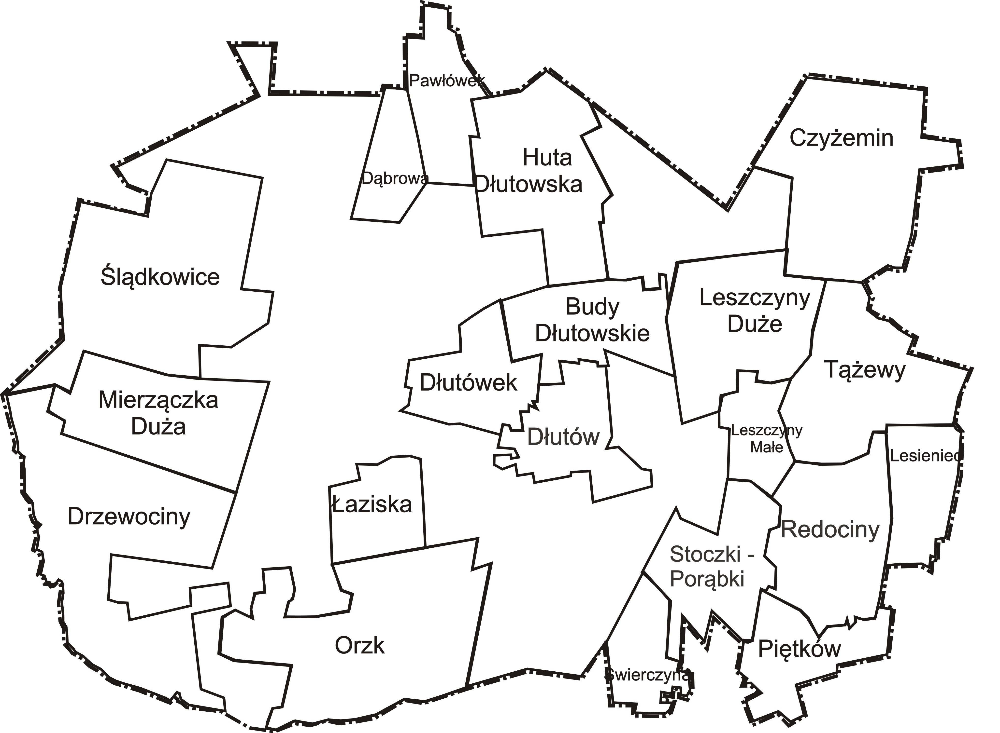 Pawłówek
Czyżemin
Huta
Dłutowska
Dąbrowa
Śládkowice
Leszczyny
Duże
Budy
Dłutowskie
Tążewy
Dłutówek
Mierzączka
Duża
Leszczyny
Małe
Dłutów
Lesieniec
Łaziska
Drzewociny
Redociny
Stoczki -
Porąbki
Orzk
Piętków
Świerczyna